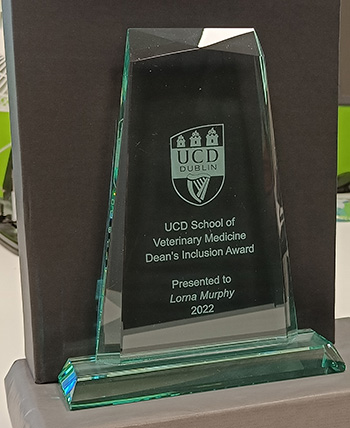 UCD
DUBLIN
UCD School of
Veterinary Medicine
Dean's Inclusion Award
Presented to
Lorna Murphy
2022